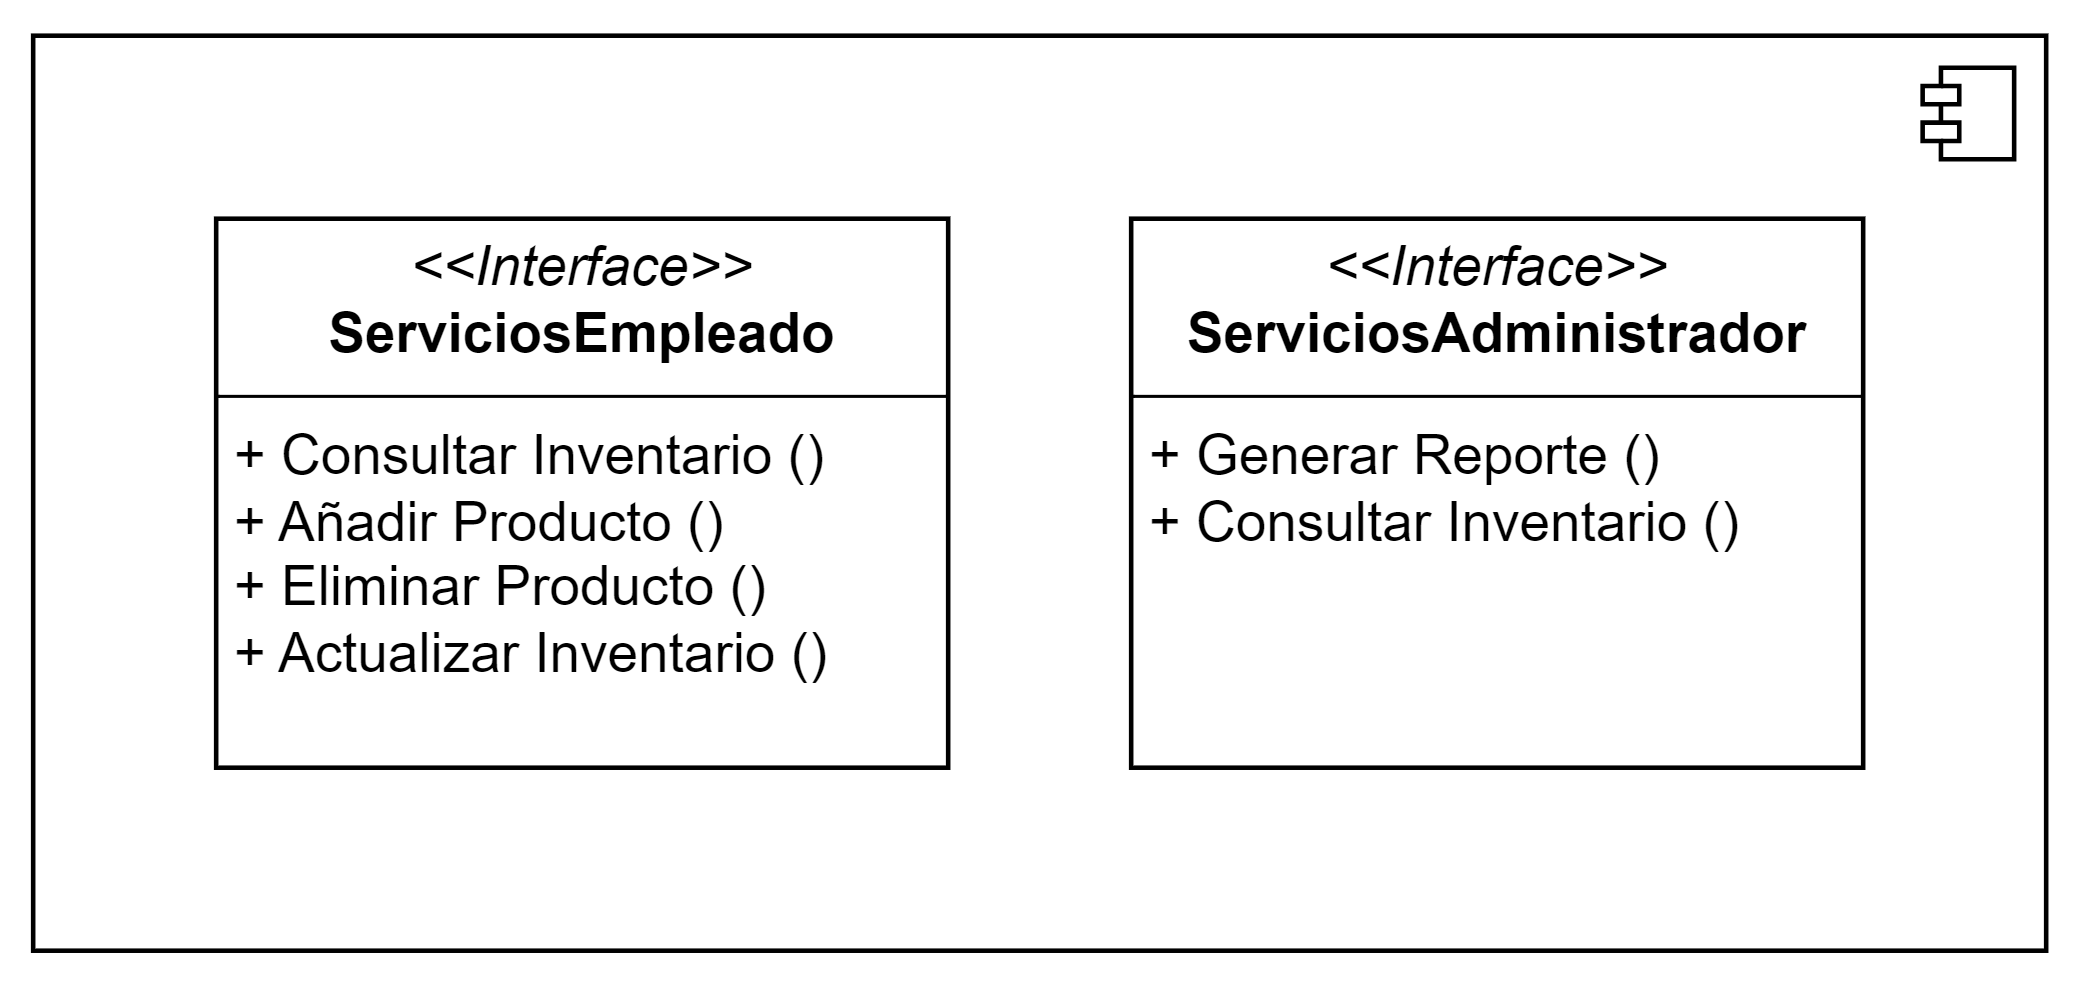 <<Interface>>
ServiciosEmpleado
+ Consultar Inventario ()
+ Añadir Producto ()
+ Eliminar Producto ()
+ Actualizar Inventario ()
<<Interface>>
ServiciosAdministrador
+ Generar Reporte ()
+ Consultar Inventario ()